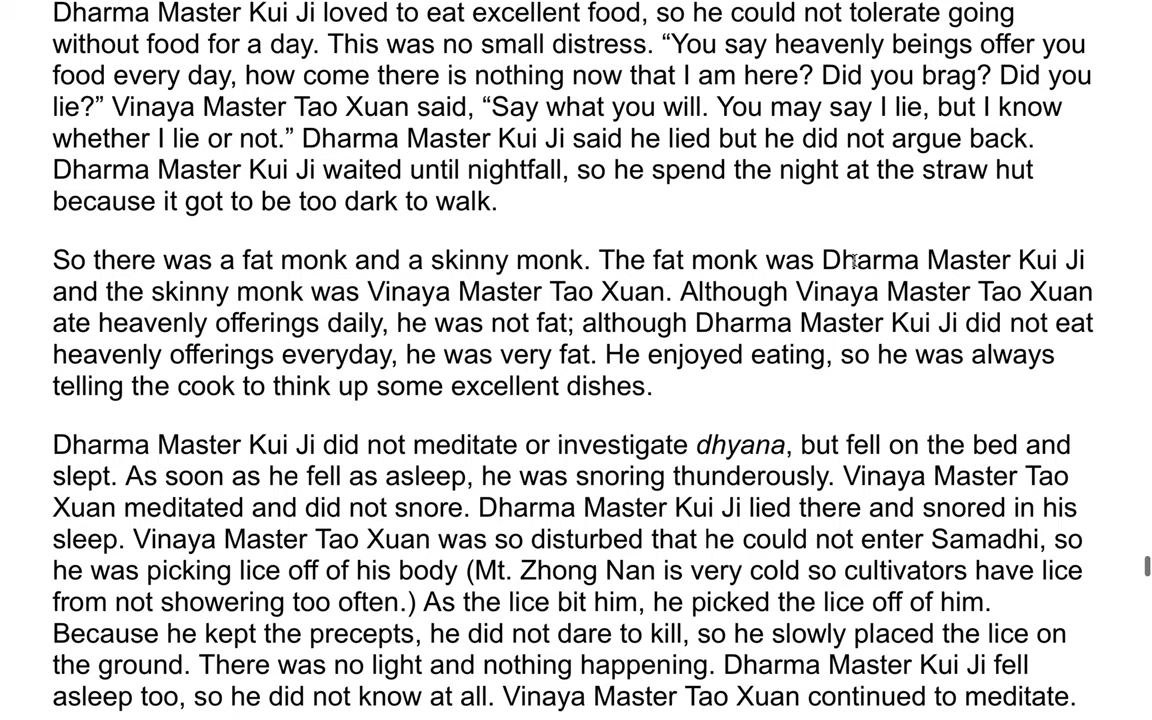 Dharma Master Kui Ji loved to eat excellent food, so he could not tolerate going
without food for a day. This was no small distress. “You say heavenly beings offer you
food every day, how come there is nothing now that I am here? Did you brag? Did you
lie?” Vinaya Master Tao Xuan said, “Say what you will. You may say I lie, but I know
whether I lie or not.” Dharma Master Kui Ji said he lied but he did not argue back.
Dharma Master Kui Ji waited until nightfall, so he spend the night at the straw hut
because it got to be too dark to walk.
So there was a fat monk and a skinny monk. The fat monk was Dharma Master Kui Ji
and the skinny monk was Vinaya Master Tao Xuan. Although Vinaya Master Tao Xuan
ate heavenly offerings daily, he was not fat; although Dharma Master Kui Ji did not eat
heavenly offerings everyday, he was very fat. He enjoyed eating, so he was always
telling the cook to think up some excellent dishes.
Dharma Master Kui Ji did not meditate or investigate dhyana, but fell on the bed and
slept. As soon as he fell as asleep, he was snoring thunderously. Vinaya Master Tao
Xuan meditated and did not snore. Dharma Master Kui Ji lied there and snored in his
sleep. Vinaya Master Tao Xuan was so disturbed that he could not enter Samadhi, so
he was picking lice off of his body (Mt. Zhong Nan is very cold so cultivators have lice
from not showering too often.) As the lice bit him, he picked the lice off of him.
Because he kept the precepts, he did not dare to kill, so he slowly placed the lice on
the ground. There was no light and nothing happening. Dharma Master Kui Ji fell
asleep too, so he did not know at all. Vinaya Master Tao Xuan continued to meditate.